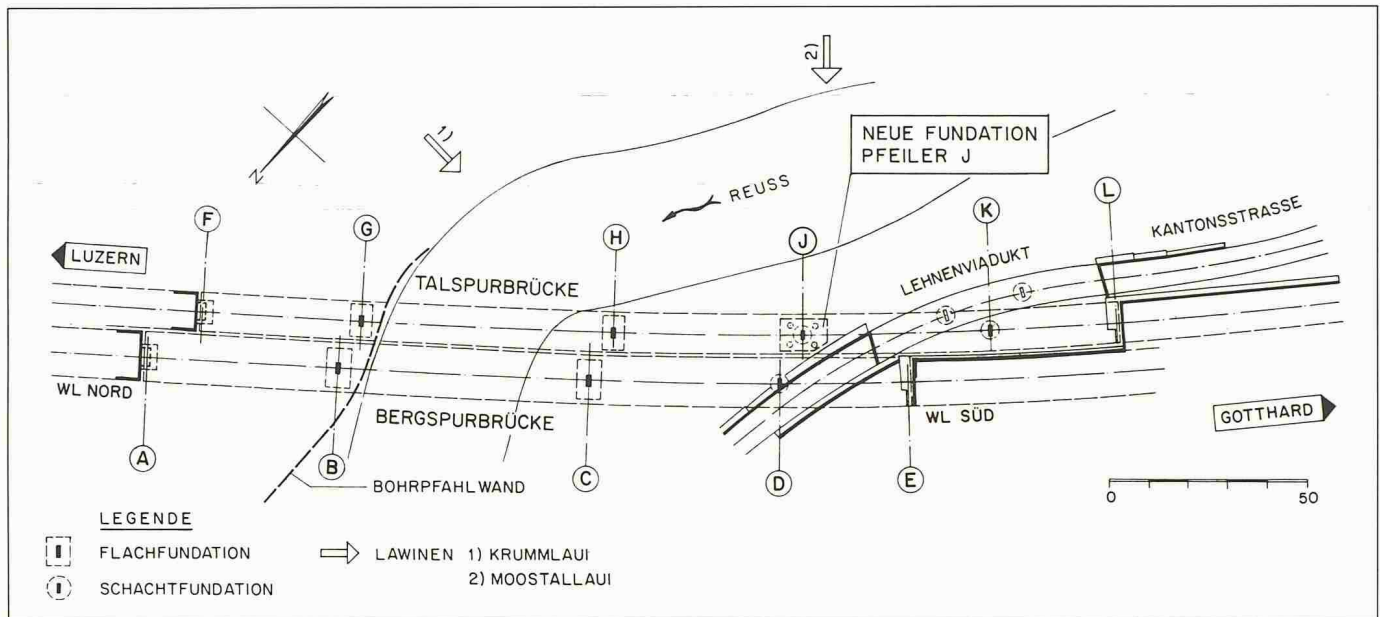 2)
1)
N
NEUE FUNDATION
PFEILER J
REUSS
L
K
KANTONSSTRASSE
F
G
H
J
LUZERN
LEHNENVIADUKT
TALSPURBRÜCKE
WL NORD
BERGSPURBRÜCKE
WL SÜD
GOTTHARD
A
B
C
D
E
BOHRPFAHLWAND
0 50
LEGENDE
FLACHFUNDATION
LAWINEN 1) KRUMMLAUI
2) MOOSTALLAUI
SCHACHTFUNDATION